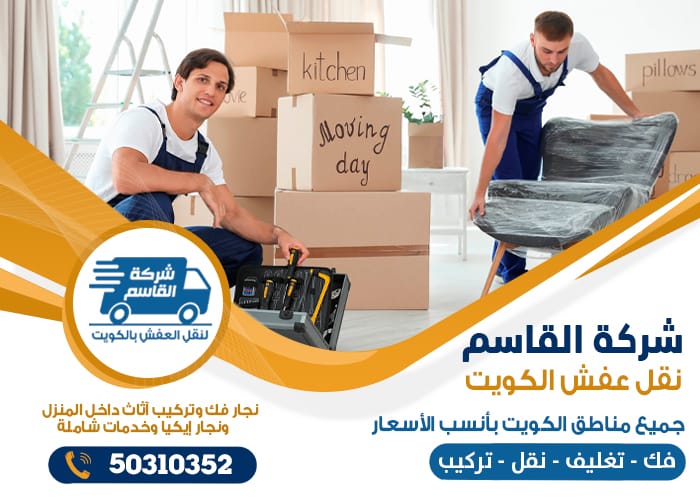 kitchen
pillows
Moving
day
شركة
القاسم
لنقل العفش بالكويت
شركة القاسم
نقل عفش الكويت
جميع مناطق الكويت بأنسب الأسعار
فك - تغليف - نقل - تركيب
نجار فك وتركيب أثاث داخل المنزل
ونجار إيكيا وخدمات شاملة
50310352